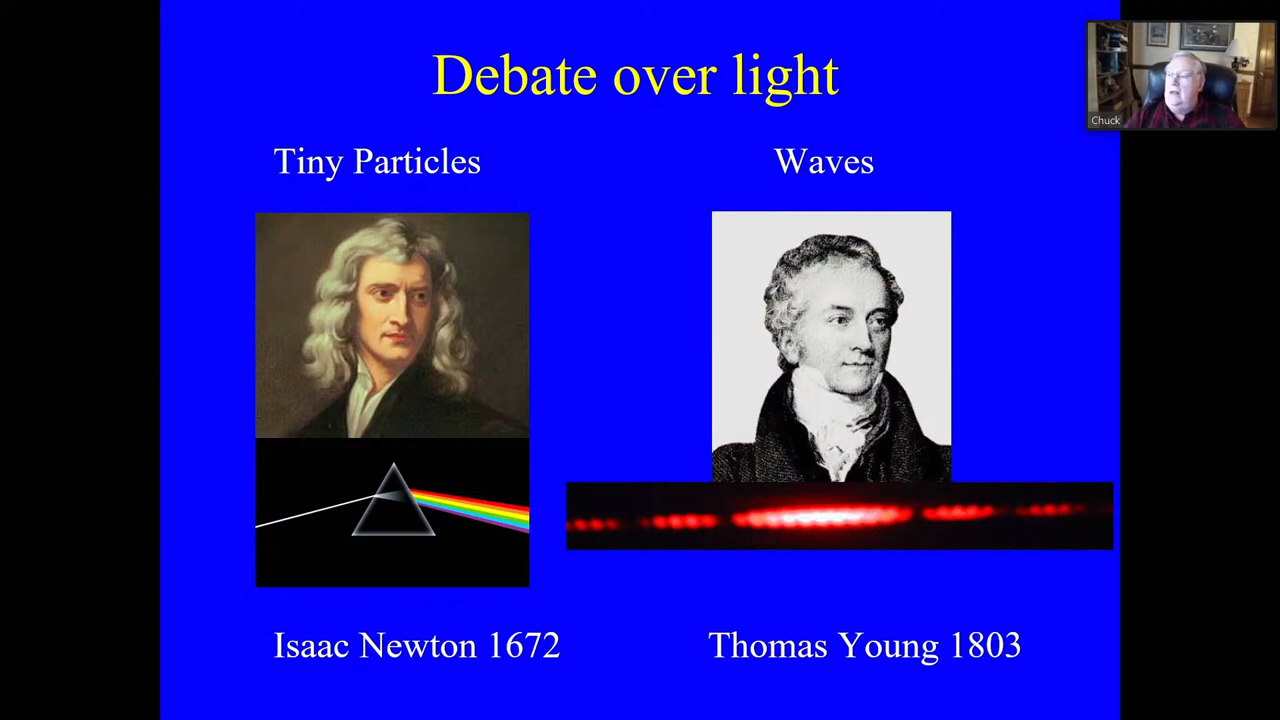 Debate over light
Chuck
Tiny Particles
Waves
Isaac Newton 1672
Thomas Young 1803